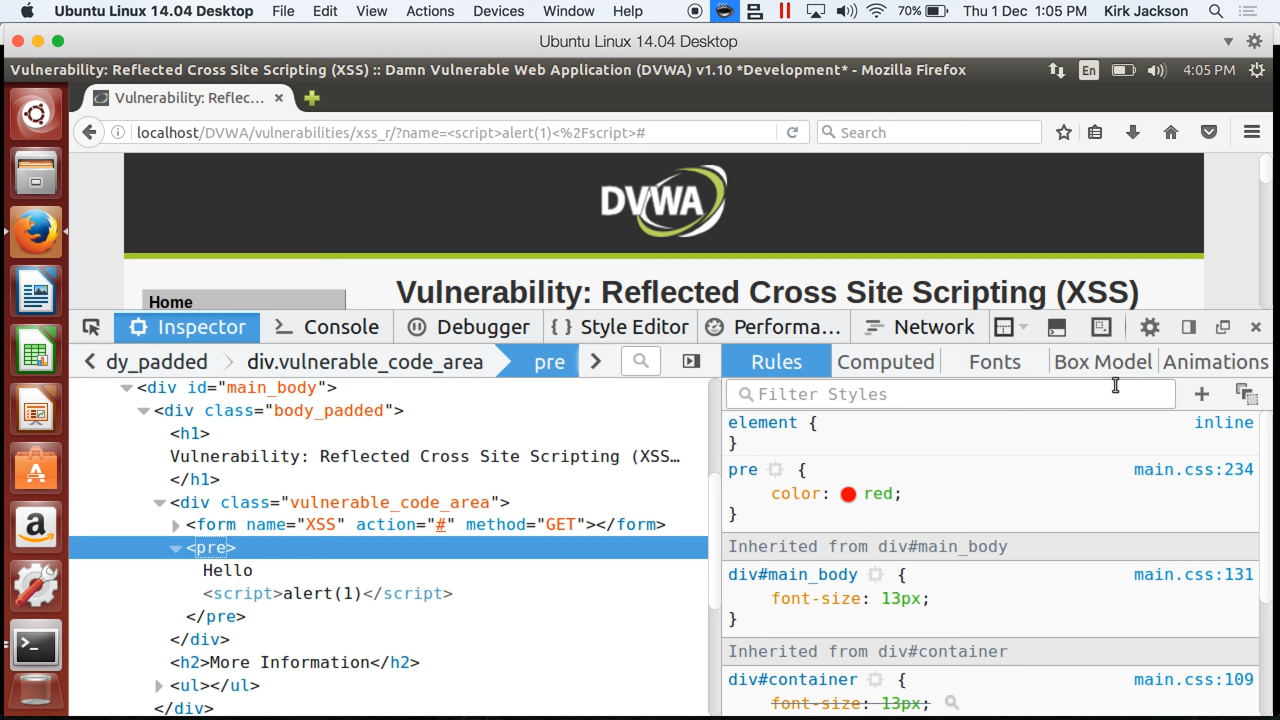 Ubuntu Linux 14.04 Desktop File Edit View Actions Devices Window Help 70% Thu 1 Dec 1:05 PM Kirk Jackson
Ubuntu Linux 14.04 Desktop
Vulnerability: Reflected Cross Site Scripting (XSS) :: Damn Vulnerable Web Application (DVWA) v1.10 *Development* - Mozilla Firefox En 4:05 PM
Vulnerability: Reflec... ×
localhost/DVWA/vulnerabilities/xss_r/?name=<script>alert(1)<%2Fscript># Search
DVWA
Home
Vulnerability: Reflected Cross Site Scripting (XSS)
Inspector Console Debugger {} Style Editor Performa... Network
dy_padded div.vulnerable_code_area pre
Rules Computed Fonts Box Model Animations
<div id="main_body">
<div class="body_padded">
<h1>
Vulnerability: Reflected Cross Site Scripting (XSS…
</h1>
<div class="vulnerable_code_area">
<form name="XSS" action="#" method="GET"></form>
<pre>
Hello
<script>alert(1)</script>
</pre>
</div>
<h2>More Information</h2>
<ul></ul>
</div>
Filter Styles
element { inline
}
pre { main.css:234
color: red;
}
Inherited from div#main_body
div#main_body { main.css:131
font-size: 13px;
}
Inherited from div#container
div#container { main.css:109
font-size: 13px;